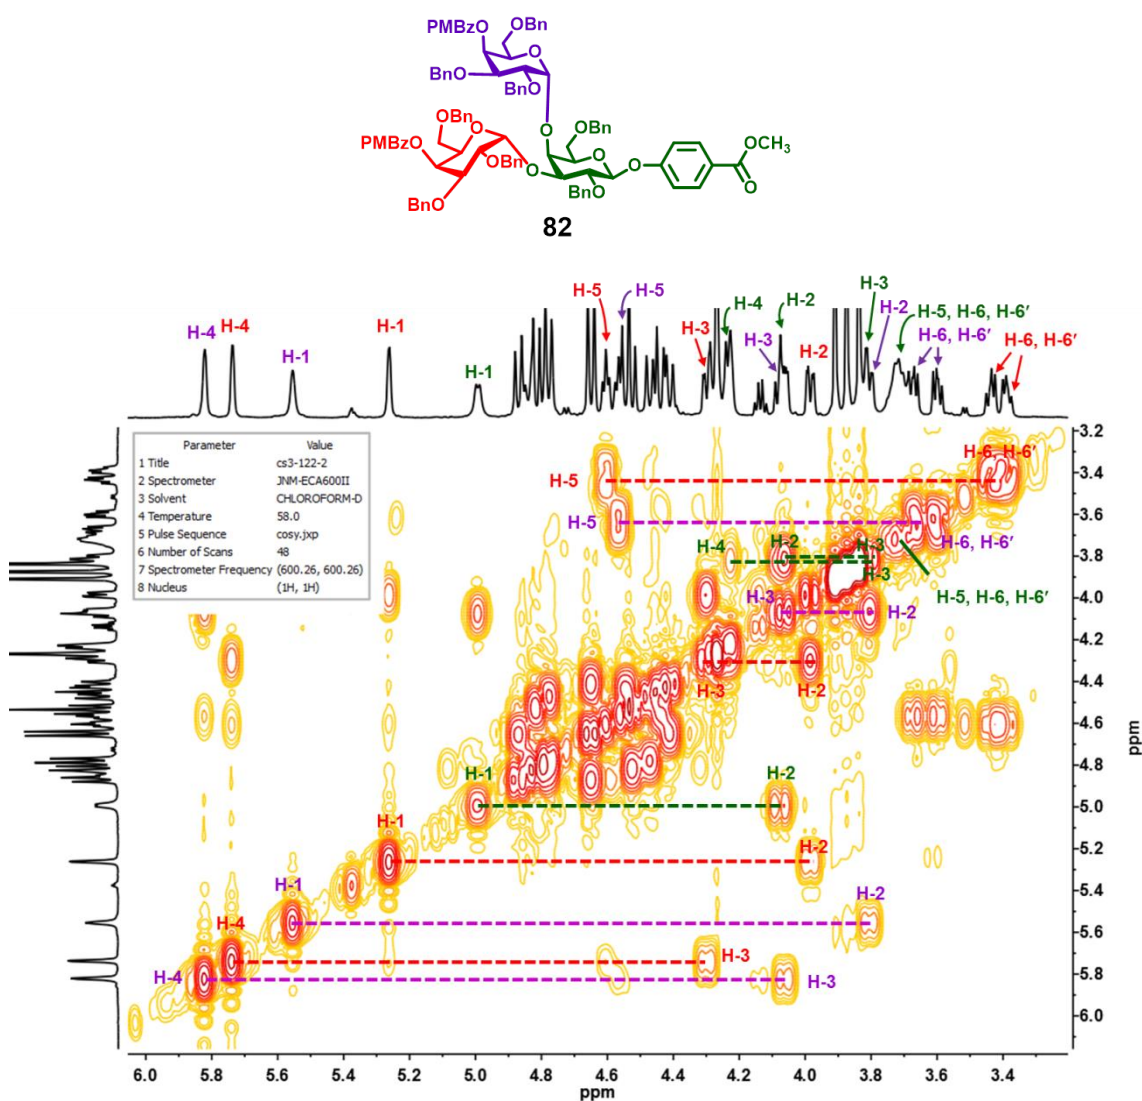 PMBzO OBn
O
BnO BnO
OBn OBn
PMBzO O O O OCH3
OBn O O O
O OBn
BnO BnO
82
H-5 H-5 H-3
H-4 H-4 H-1 H-4 H-2 H-2
H-3 H-5, H-6, H-6′
H-1 H-3 H-2 H-6, H-6′ H-6, H-6′
H-1
Parameter Value
1 Title cs3-122-2
2 Spectrometer JNM-ECA600II
3 Solvent CHLOROFORM-D
4 Temperature 58.0
5 Pulse Sequence cosy.jxp
6 Number of Scans 48
7 Spectrometer Frequency (600.26, 600.26)
8 Nucleus (1H, 1H)
H-6, H-6′
H-5
H-5
H-4 H-2 H-3 H-6, H-6′
H-3
H-3 H-2 H-5, H-6, H-6′
H-3 H-2
H-1 H-2
H-1 H-2
H-1 H-2
H-4 H-3
H-4 H-3
3.2
3.4
3.6
3.8
4.0
4.2
4.4
4.6
4.8
5.0
5.2
5.4
5.6
5.8
6.0
ppm
6.0 5.8 5.6 5.4 5.2 5.0 4.8 4.6 4.4 4.2 4.0 3.8 3.6 3.4
ppm